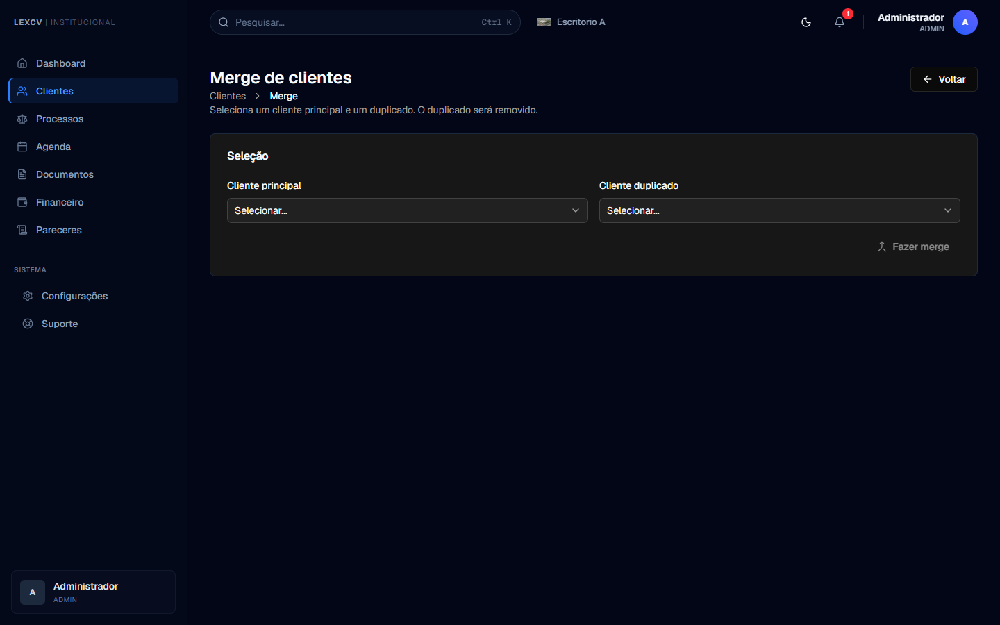 LEXCV | INSTITUCIONAL
Pesquisar...
Ctrl K
Escritorio A
1
Administrador
ADMIN
A
Dashboard
Clientes
Processos
Agenda
Documentos
Financeiro
Pareceres
SISTEMA
Configurações
Suporte
A
Administrador
ADMIN
Merge de clientes
Voltar
Clientes
Merge
Seleciona um cliente principal e um duplicado. O duplicado será removido.
Seleção
Cliente principal
Selecionar...
Cliente duplicado
Selecionar...
Fazer merge